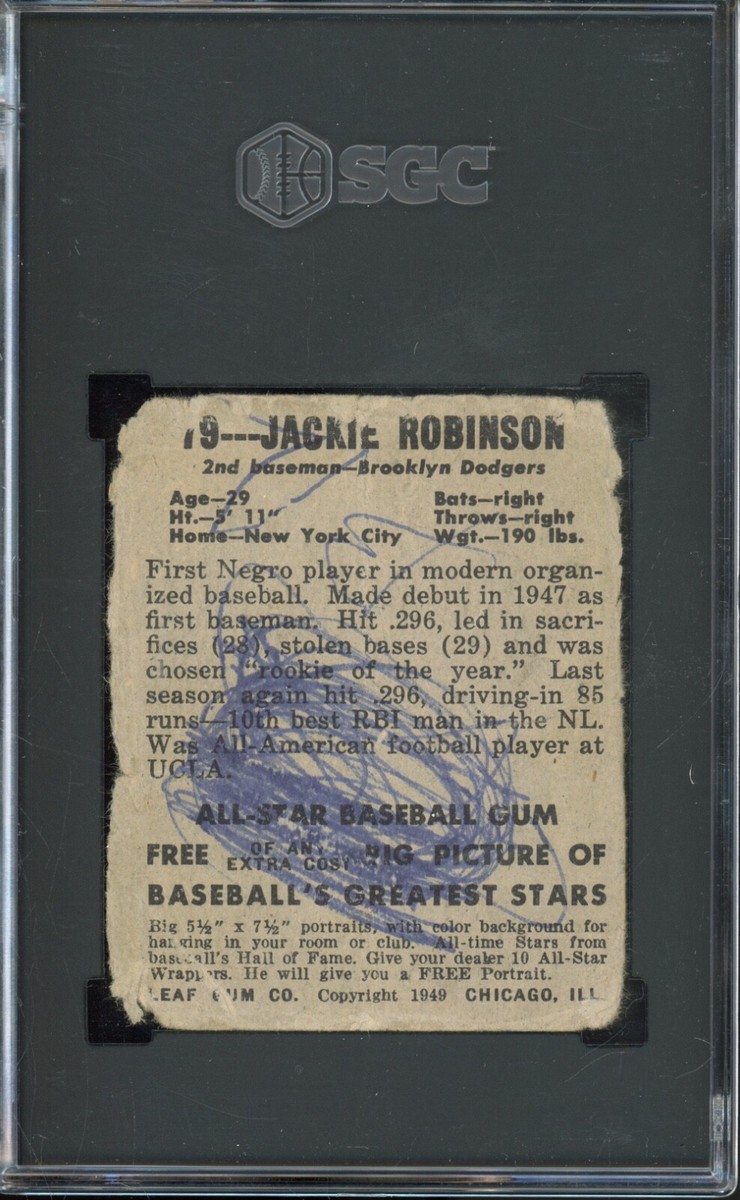 SGC
79---JACKIE ROBINSON
2nd baseman—Brooklyn Dodgers
Age—29 Bats—right
Ht.—5' 11" Throws—right
Home—New York City Wgt.—190 lbs.
First Negro player in modern organ-
ized baseball. Made debut in 1947 as
first baseman. Hit .296, led in sacri-
fices (28), stolen bases (29) and was
chosen "rookie of the year." Last
season again hit .296, driving-in 85
runs—10th best RBI man in the NL.
Was All-American football player at
UCLA.
ALL-STAR BASEBALL GUM
FREE OF ANY EXTRA COST BIG PICTURE OF
BASEBALL'S GREATEST STARS
Big 5½" x 7½" portraits, with color background for
hanging in your room or club. All-time Stars from
baseball's Hall of Fame. Give your dealer 10 All-Star
Wrappers. He will give you a FREE Portrait.
LEAF GUM CO. Copyright 1949 CHICAGO, ILL